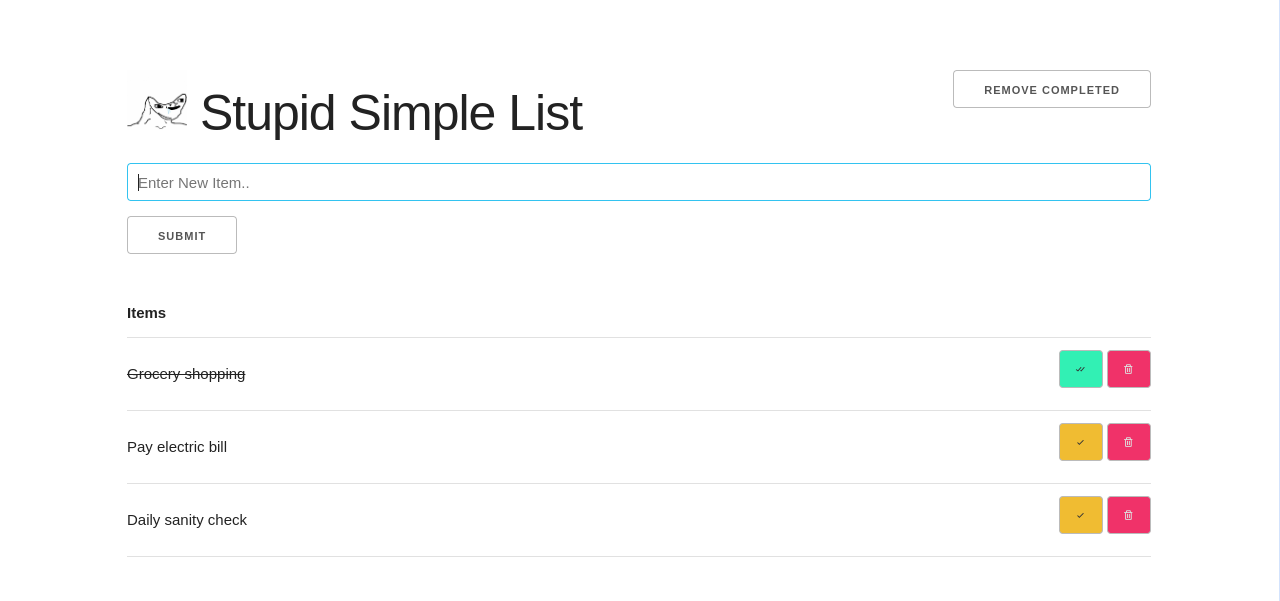 REMOVE COMPLETED
Stupid Simple List
Enter New Item..
SUBMIT
Items
Grocery shopping
Pay electric bill
Daily sanity check